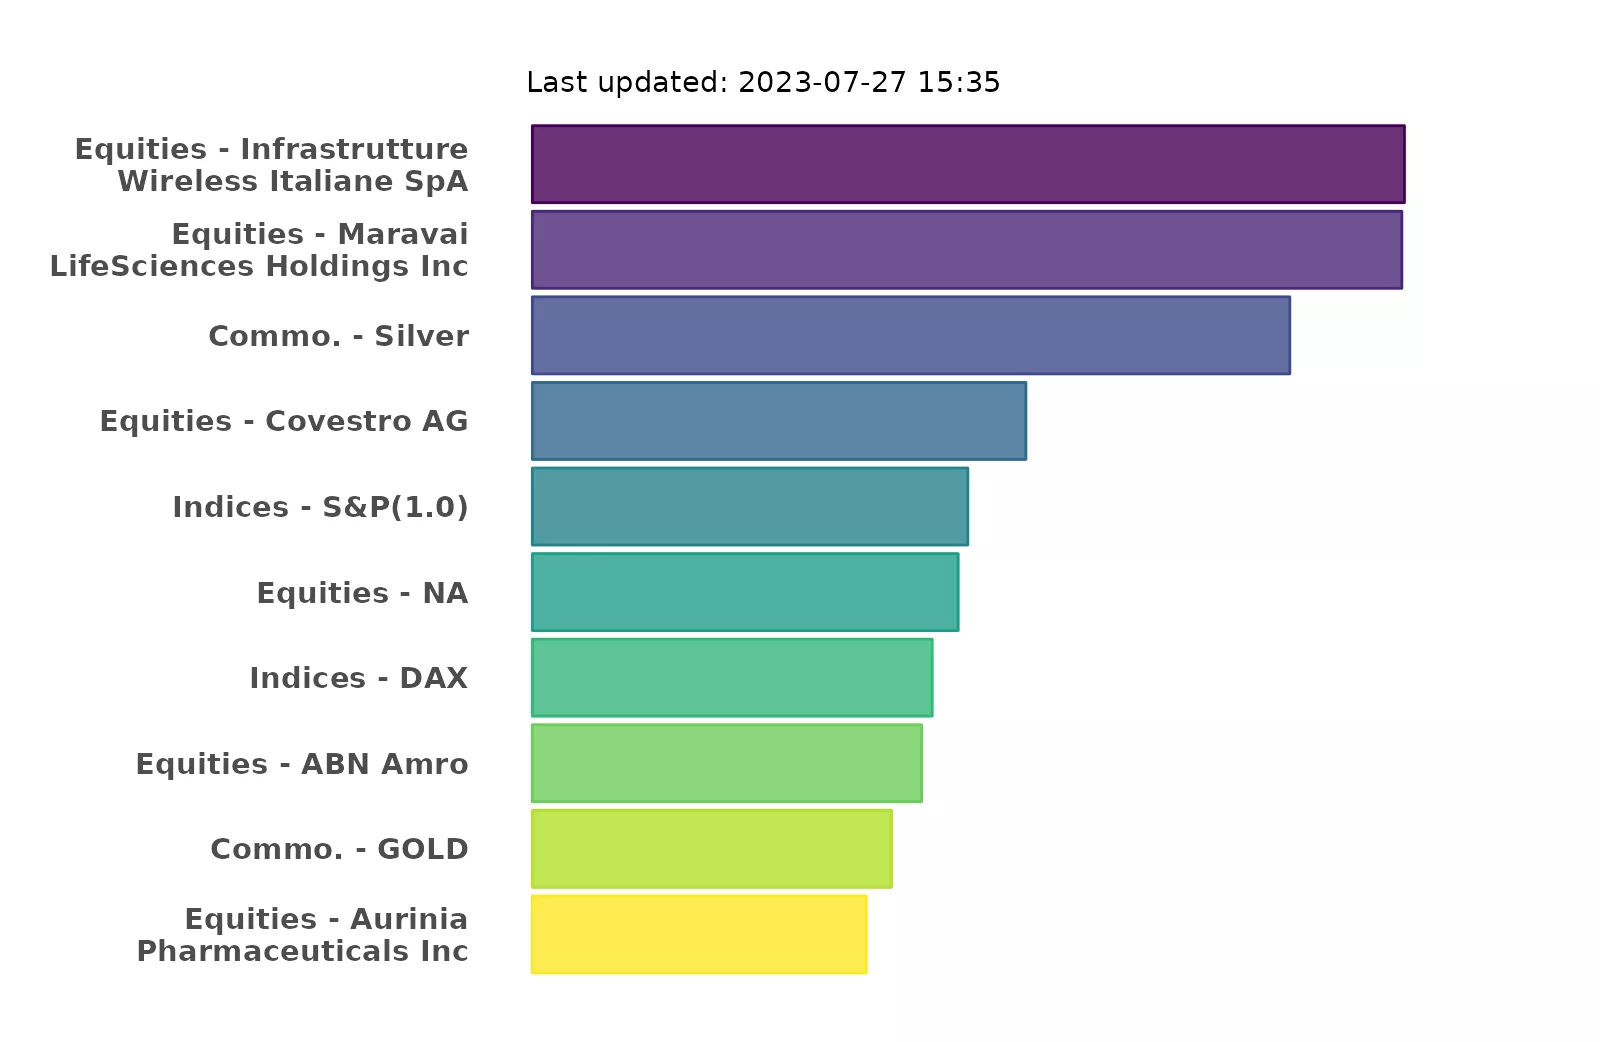 Last updated: 2023-07-27 15:35
Equities - Infrastrutture
Wireless Italiane SpA
Equities - Maravai
LifeSciences Holdings Inc
Commo. - Silver
Equities - Covestro AG
Indices - S&P(1.0)
Equities - NA
Indices - DAX
Equities - ABN Amro
Commo. - GOLD
Equities - Aurinia
Pharmaceuticals Inc